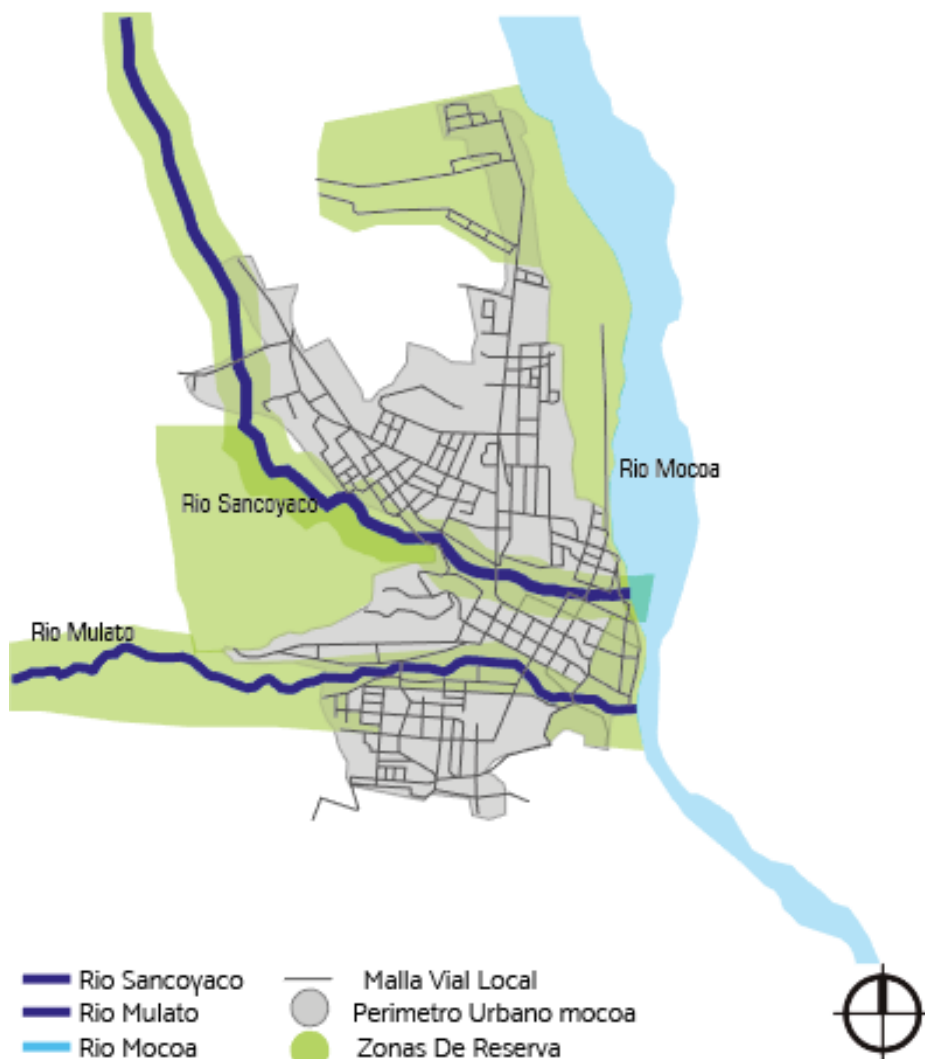 Rio Mocoa
Rio Sancoyaco
Rio Mulato
Rio Sancoyaco
Rio Mulato
Rio Mocoa
Malla Vial Local
Perimetro Urbano mocoa
Zonas De Reserva